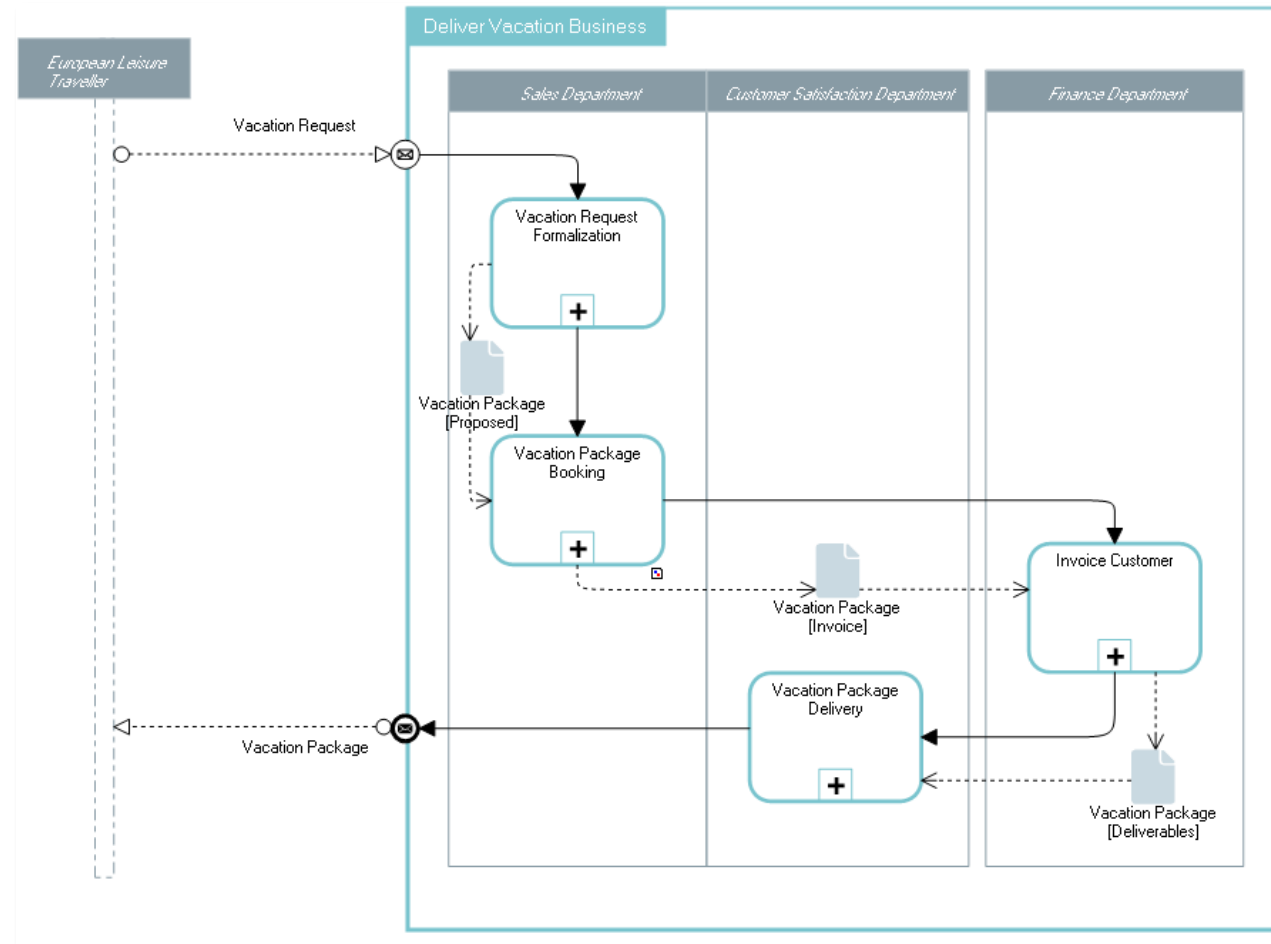 Deliver Vacation Business
European Leisure
Traveller
Sales Department
Customer Satisfaction Department
Finance Department
Vacation Request
Vacation Request
Formalization
Vacation Package
[Proposed]
Vacation Package
Booking
Invoice Customer
Vacation Package
[Invoice]
Vacation Package
Delivery
Vacation Package
Vacation Package
[Deliverables]